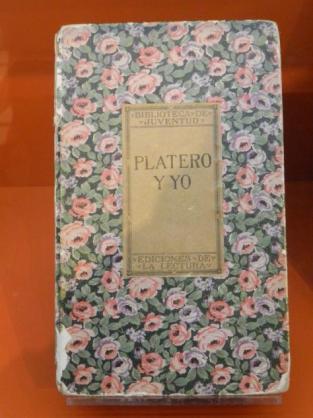 BIBLIOTECA DE
JUVENTUD
PLATERO
Y YO
EDICIONES DE
LA LECTURA